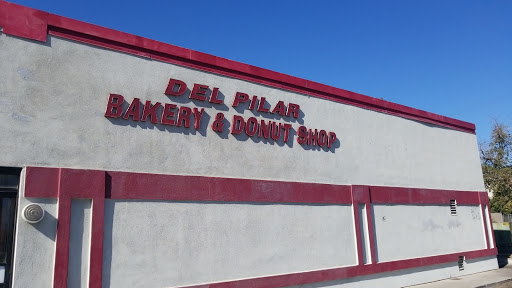 DEL PILAR
BAKERY & DONUT SHOP